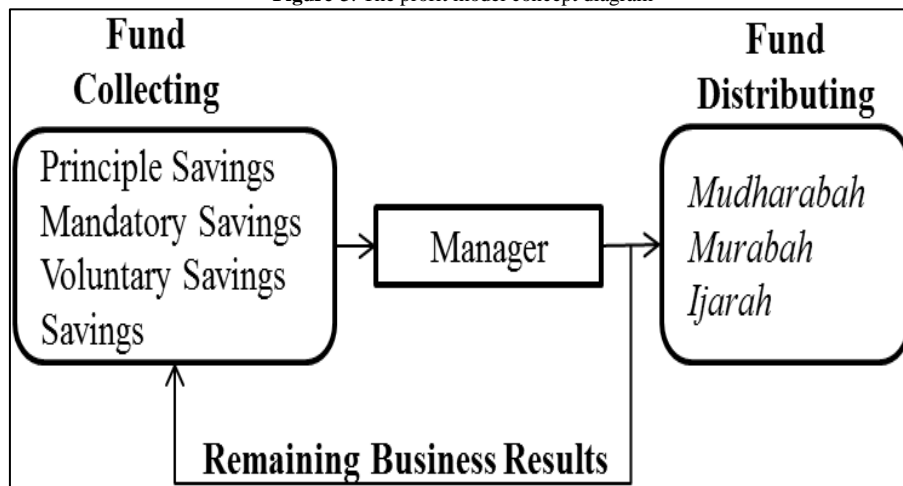 Figure The profit model concept diagram
Fund
Collecting
Principle Savings
Mandatory Savings
Voluntary Savings
Savings
Manager
Fund
Distributing
Mudharabah
Murabah
Ijarah
Remaining Business Results